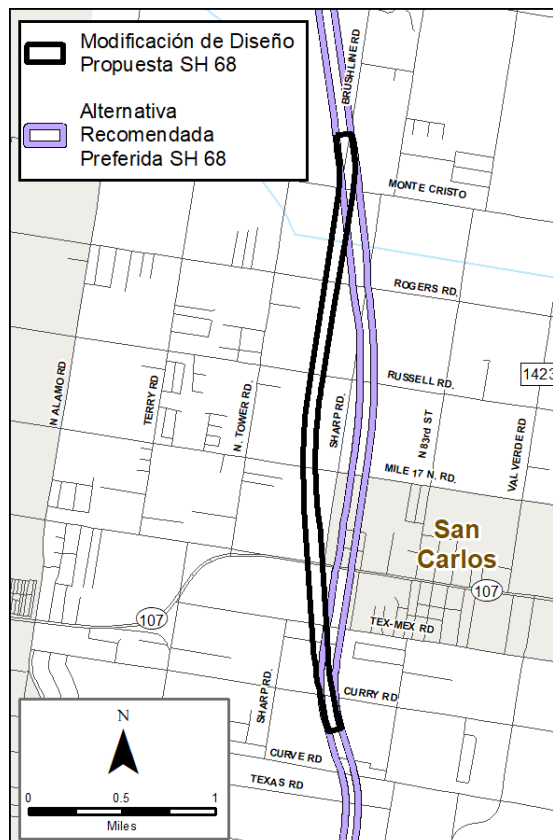 Modificación de Diseño
Propuesta SH 68
Alternativa
Recomendada
Preferida SH 68
BRUSHLINE RD
MONTE CRISTO
ROGERS RD.
RUSSELL RD.
1423
N ALAMO RD
TERRY RD
N. TOWER RD.
SHARP RD.
N 83rd ST
VAL VERDE RD
MILE 17 N. RD.
San
Carlos
107
107
TEX-MEX RD
SHARP RD.
CURRY RD
CURVE RD
TEXAS RD
N
0 0.5 1
Miles